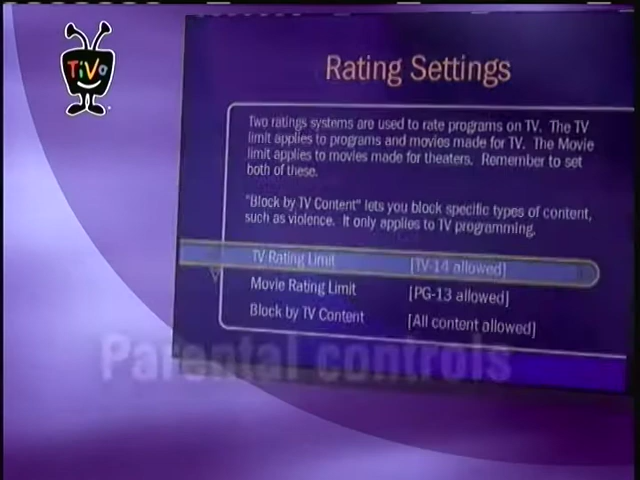 TiVo
Rating Settings
Two ratings systems are used to rate programs on TV. The TV
limit applies to programs and movies made for TV. The Movie
limit applies to movies made for theaters. Remember to set
both of these.
"Block by TV Content" lets you block specific types of content,
such as violence. It only applies to TV programming.
TV Rating Limit [TV-14 allowed]
Movie Rating Limit [PG-13 allowed]
Block by TV Content [All content allowed]
Parental controls